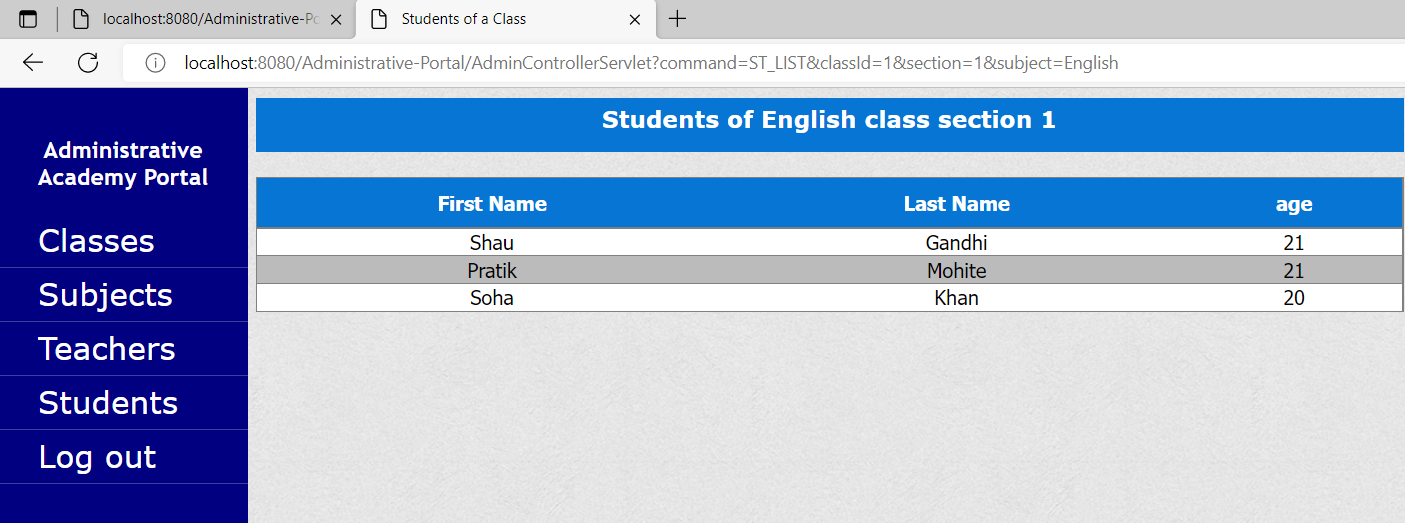 localhost:8080/Administrative-Po
Students of a Class
localhost:8080/Administrative-Portal/AdminControllerServlet?command=ST_LIST&classId=1&section=1&subject=English
Administrative
Academy Portal
Classes
Subjects
Teachers
Students
Log out
Students of English class section 1
First Name Last Name age
Shau Gandhi 21
Pratik Mohite 21
Soha Khan 20